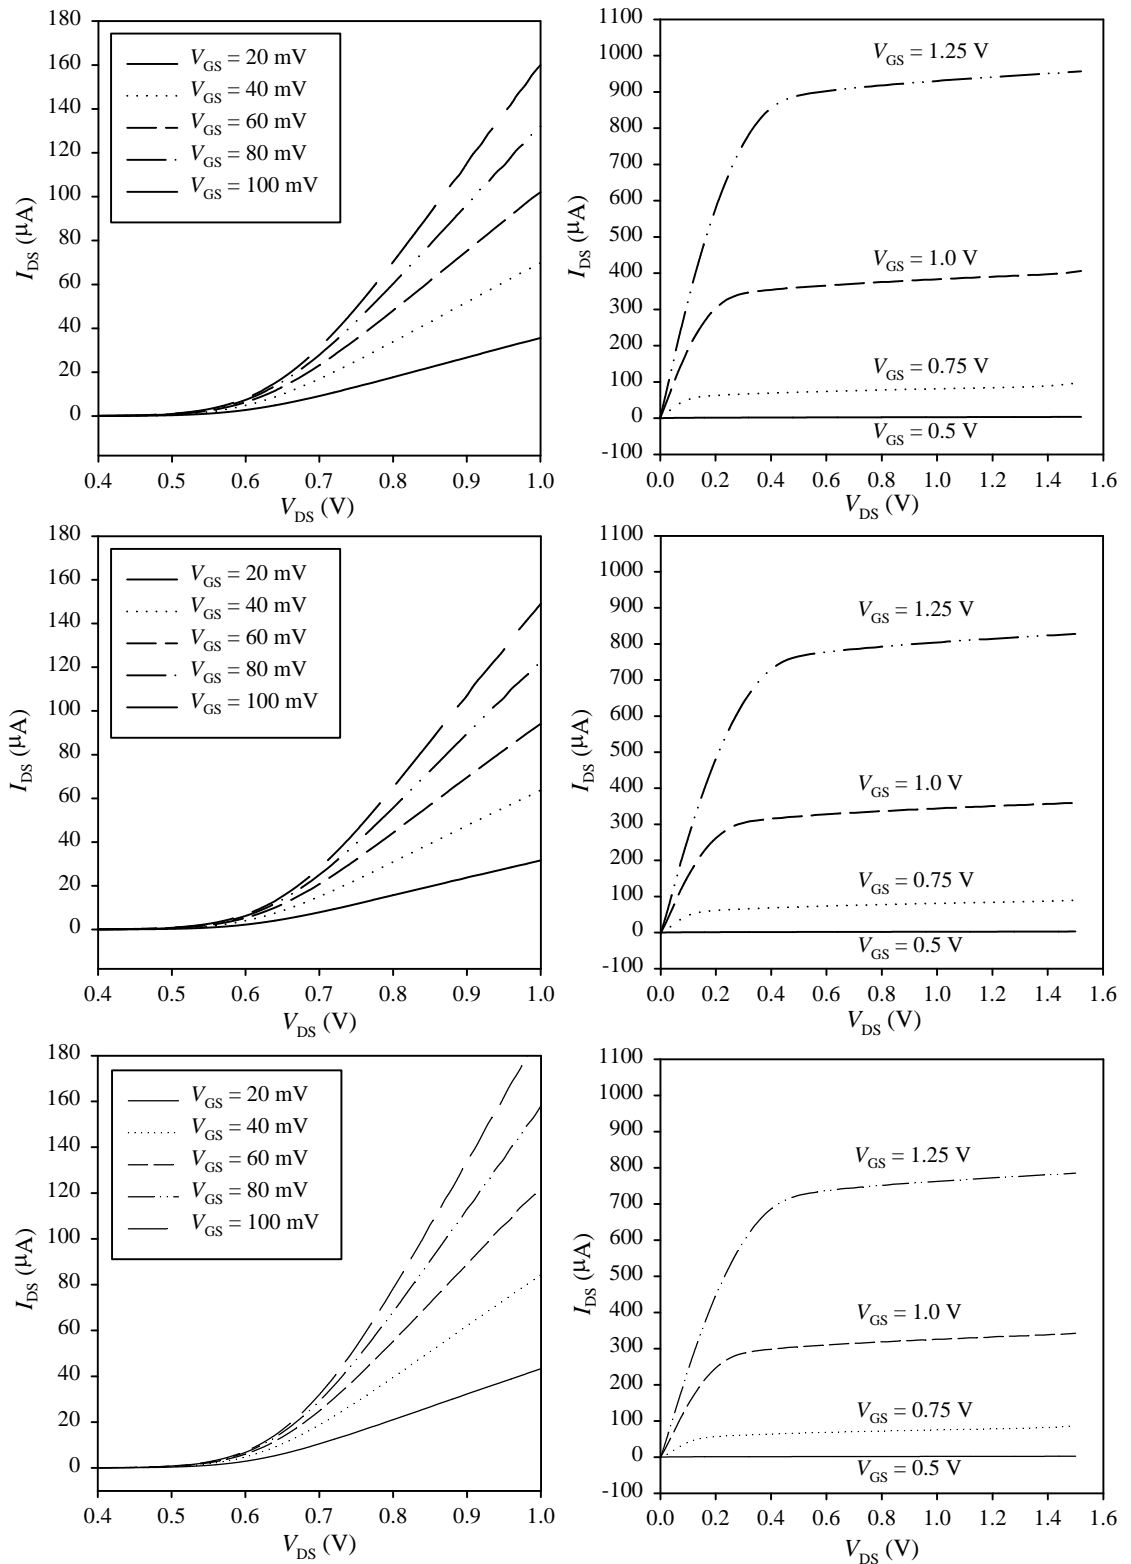 180
160
140
120
100
80
60
40
20
0
I_DS (µA)
V_GS = 20 mV
V_GS = 40 mV
V_GS = 60 mV
V_GS = 80 mV
V_GS = 100 mV
0.4 0.5 0.6 0.7 0.8 0.9 1.0
V_DS (V)
1100
1000
900
800
700
600
500
400
300
200
100
0
-100
I_DS (µA)
V_GS = 1.25 V
V_GS = 1.0 V
V_GS = 0.75 V
V_GS = 0.5 V
0.0 0.2 0.4 0.6 0.8 1.0 1.2 1.4 1.6
V_DS (V)
180
160
140
120
100
80
60
40
20
0
I_DS (µA)
V_GS = 20 mV
V_GS = 40 mV
V_GS = 60 mV
V_GS = 80 mV
V_GS = 100 mV
0.4 0.5 0.6 0.7 0.8 0.9 1.0
V_DS (V)
1100
1000
900
800
700
600
500
400
300
200
100
0
-100
I_DS (µA)
V_GS = 1.25 V
V_GS = 1.0 V
V_GS = 0.75 V
V_GS = 0.5 V
0.0 0.2 0.4 0.6 0.8 1.0 1.2 1.4 1.6
V_DS (V)
180
160
140
120
100
80
60
40
20
0
I_DS (µA)
V_GS = 20 mV
V_GS = 40 mV
V_GS = 60 mV
V_GS = 80 mV
V_GS = 100 mV
0.4 0.5 0.6 0.7 0.8 0.9 1.0
V_DS (V)
1100
1000
900
800
700
600
500
400
300
200
100
0
-100
I_DS (µA)
V_GS = 1.25 V
V_GS = 1.0 V
V_GS = 0.75 V
V_GS = 0.5 V
0.0 0.2 0.4 0.6 0.8 1.0 1.2 1.4 1.6
V_DS (V)